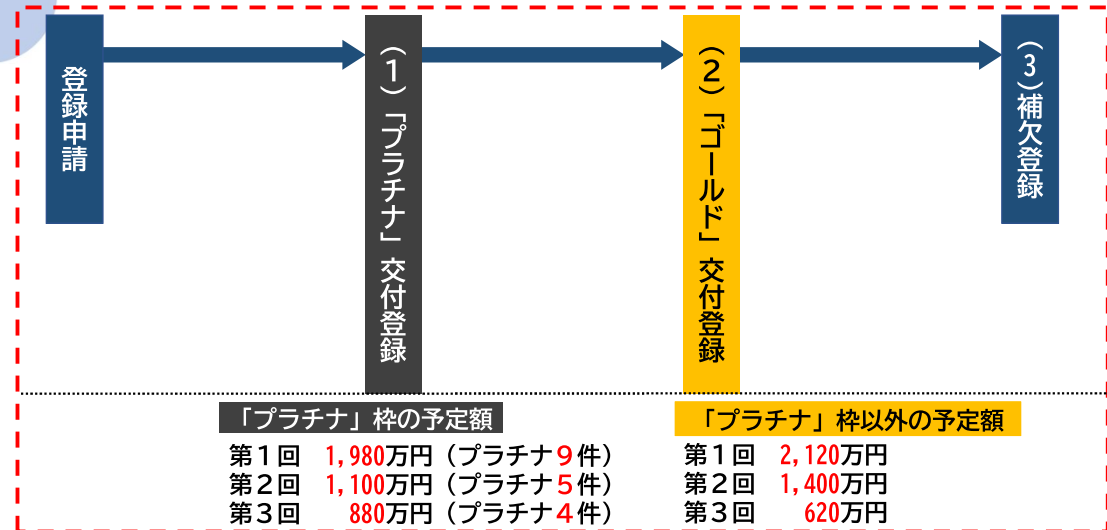 登録申請
(1)「プラチナ」交付登録
(2)「ゴールド」交付登録
(3)補欠登録
「プラチナ」枠の予定額
第1回 1,980万円(プラチナ9件)
第2回 1,100万円(プラチナ5件)
第3回 880万円(プラチナ4件)
「プラチナ」枠以外の予定額
第1回 2,120万円
第2回 1,400万円
第3回 620万円